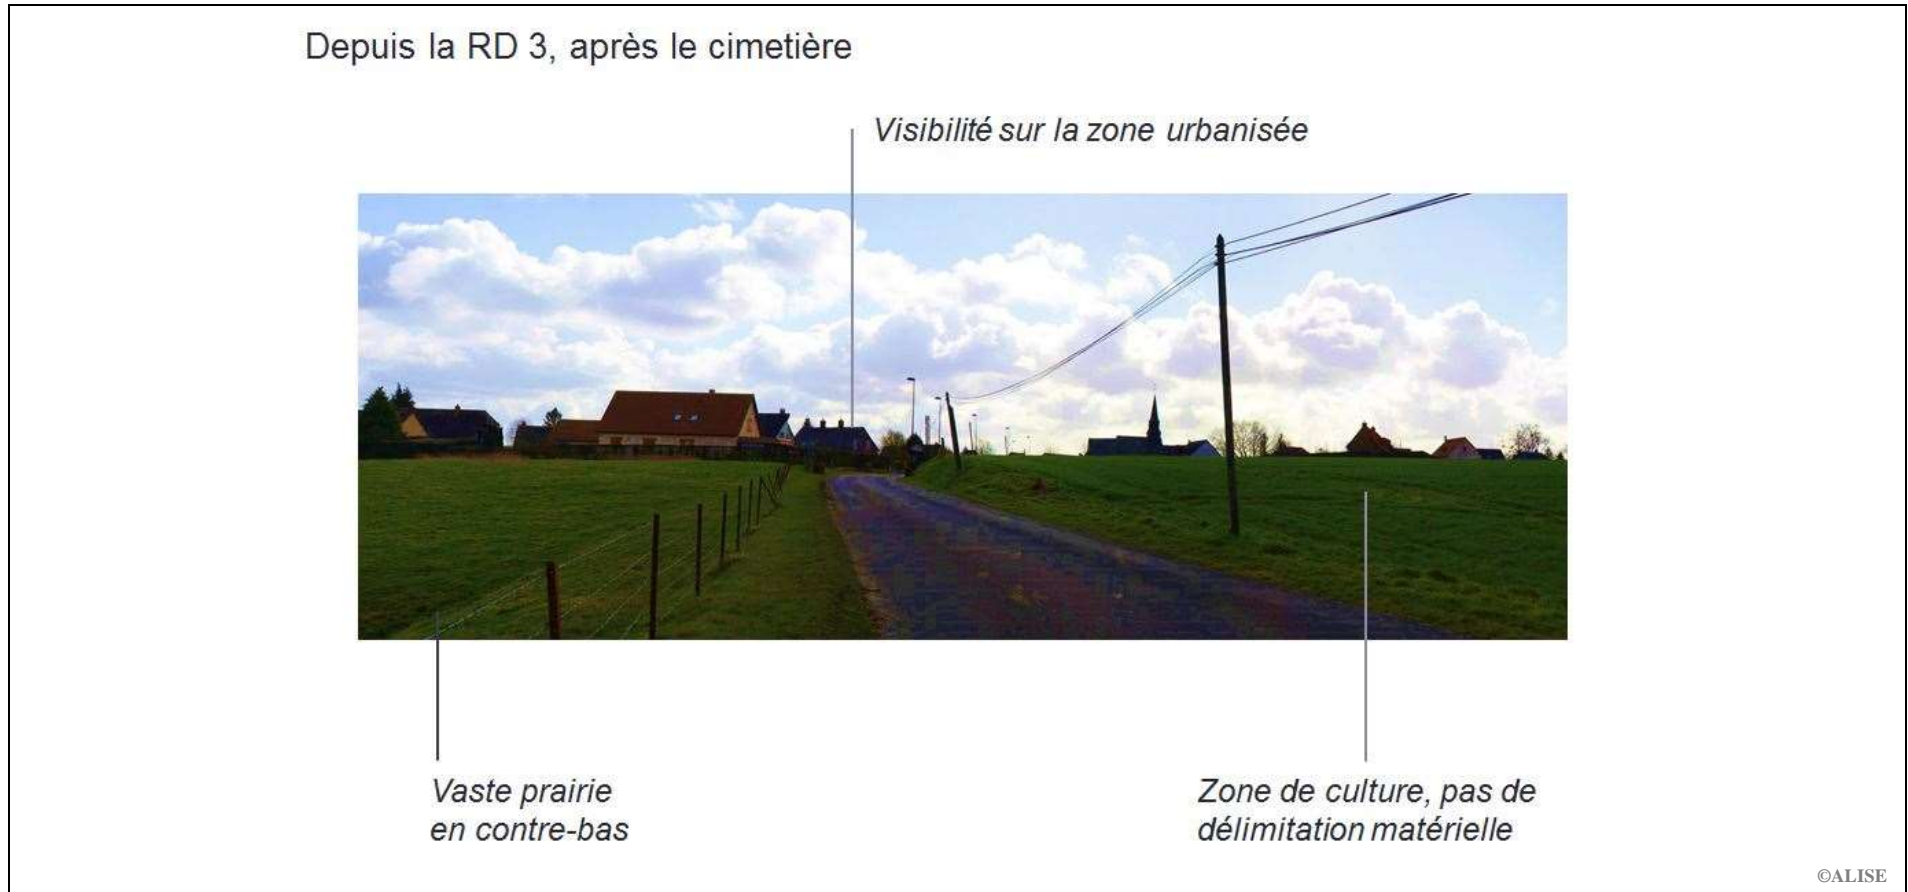 Depuis la RD 3, après le cimetière
Visibilité sur la zone urbanisée
Vaste prairie
en contre-bas
Zone de culture, pas de
délimitation matérielle
©ALISE